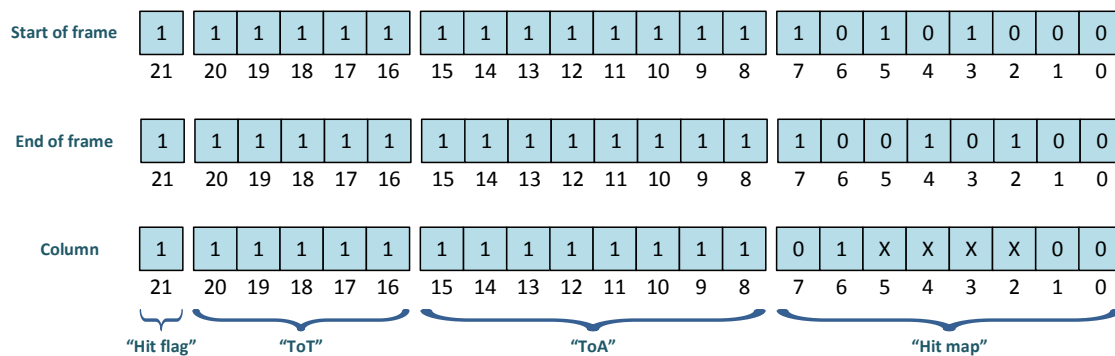 Start of frame 1 1 1 1 1 1 1 1 1 1 1 1 1 1 1 0 1 0 1 0 0 0
21 20 19 18 17 16 15 14 13 12 11 10 9 8 7 6 5 4 3 2 1 0
End of frame 1 1 1 1 1 1 1 1 1 1 1 1 1 1 1 0 0 1 0 1 0 0
21 20 19 18 17 16 15 14 13 12 11 10 9 8 7 6 5 4 3 2 1 0
Column 1 1 1 1 1 1 1 1 1 1 1 1 1 1 0 1 X X X X 0 0
21 20 19 18 17 16 15 14 13 12 11 10 9 8 7 6 5 4 3 2 1 0
“Hit flag” “ToT” “ToA” “Hit map”